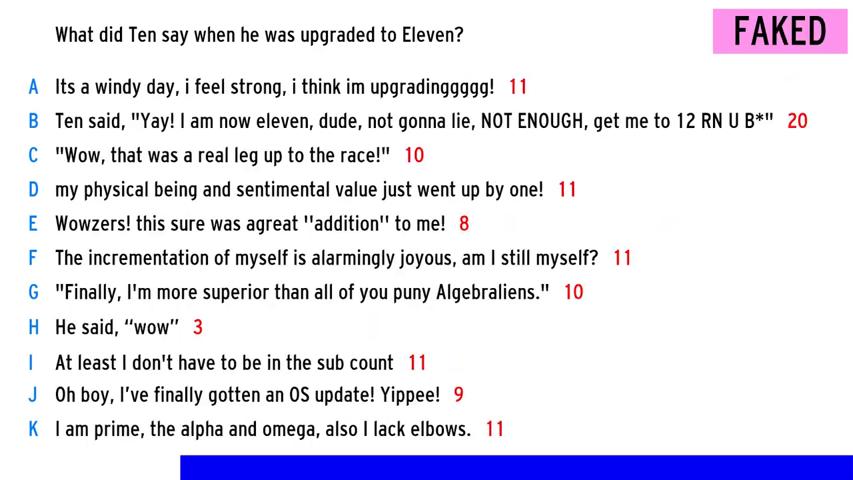 What did Ten say when he was upgraded to Eleven?
FAKED
A Its a windy day, i feel strong, i think im upgradinggggg! 11
B Ten said, "Yay! I am now eleven, dude, not gonna lie, NOT ENOUGH, get me to 12 RN U B*" 20
C "Wow, that was a real leg up to the race!" 10
D my physical being and sentimental value just went up by one! 11
E Wowzers! this sure was agreat "addition" to me! 8
F The incrementation of myself is alarmingly joyous, am I still myself? 11
G "Finally, I'm more superior than all of you puny Algebraliens." 10
H He said, “wow” 3
I At least I don't have to be in the sub count 11
J Oh boy, I’ve finally gotten an OS update! Yippee! 9
K I am prime, the alpha and omega, also I lack elbows. 11